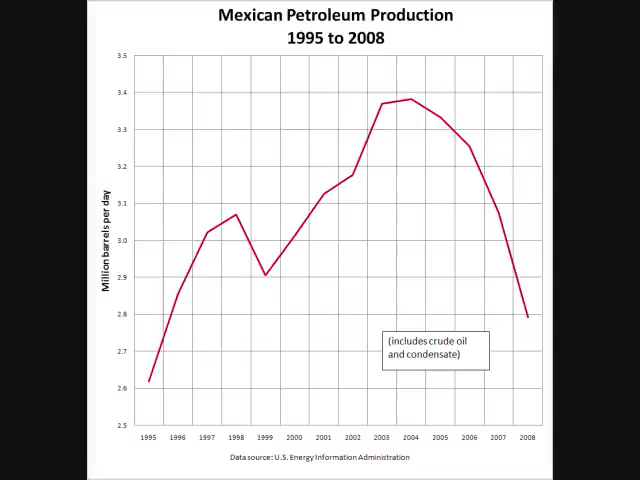 Mexican Petroleum Production
1995 to 2008
3.5
3.4
3.3
3.2
3.1
3.0
2.9
2.8
2.7
2.6
2.5
Million barrels per day
(includes crude oil
and condensate)
1995 1996 1997 1998 1999 2000 2001 2002 2003 2004 2005 2006 2007 2008
Data source: U.S. Energy Information Administration